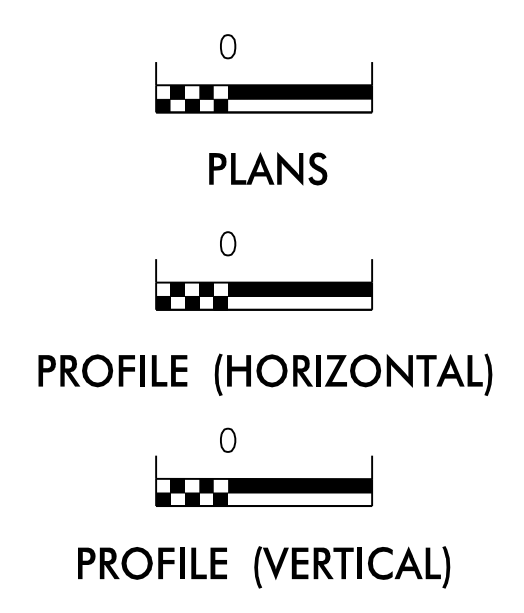 0
PLANS
0
PROFILE (HORIZONTAL)
0
PROFILE (VERTICAL)